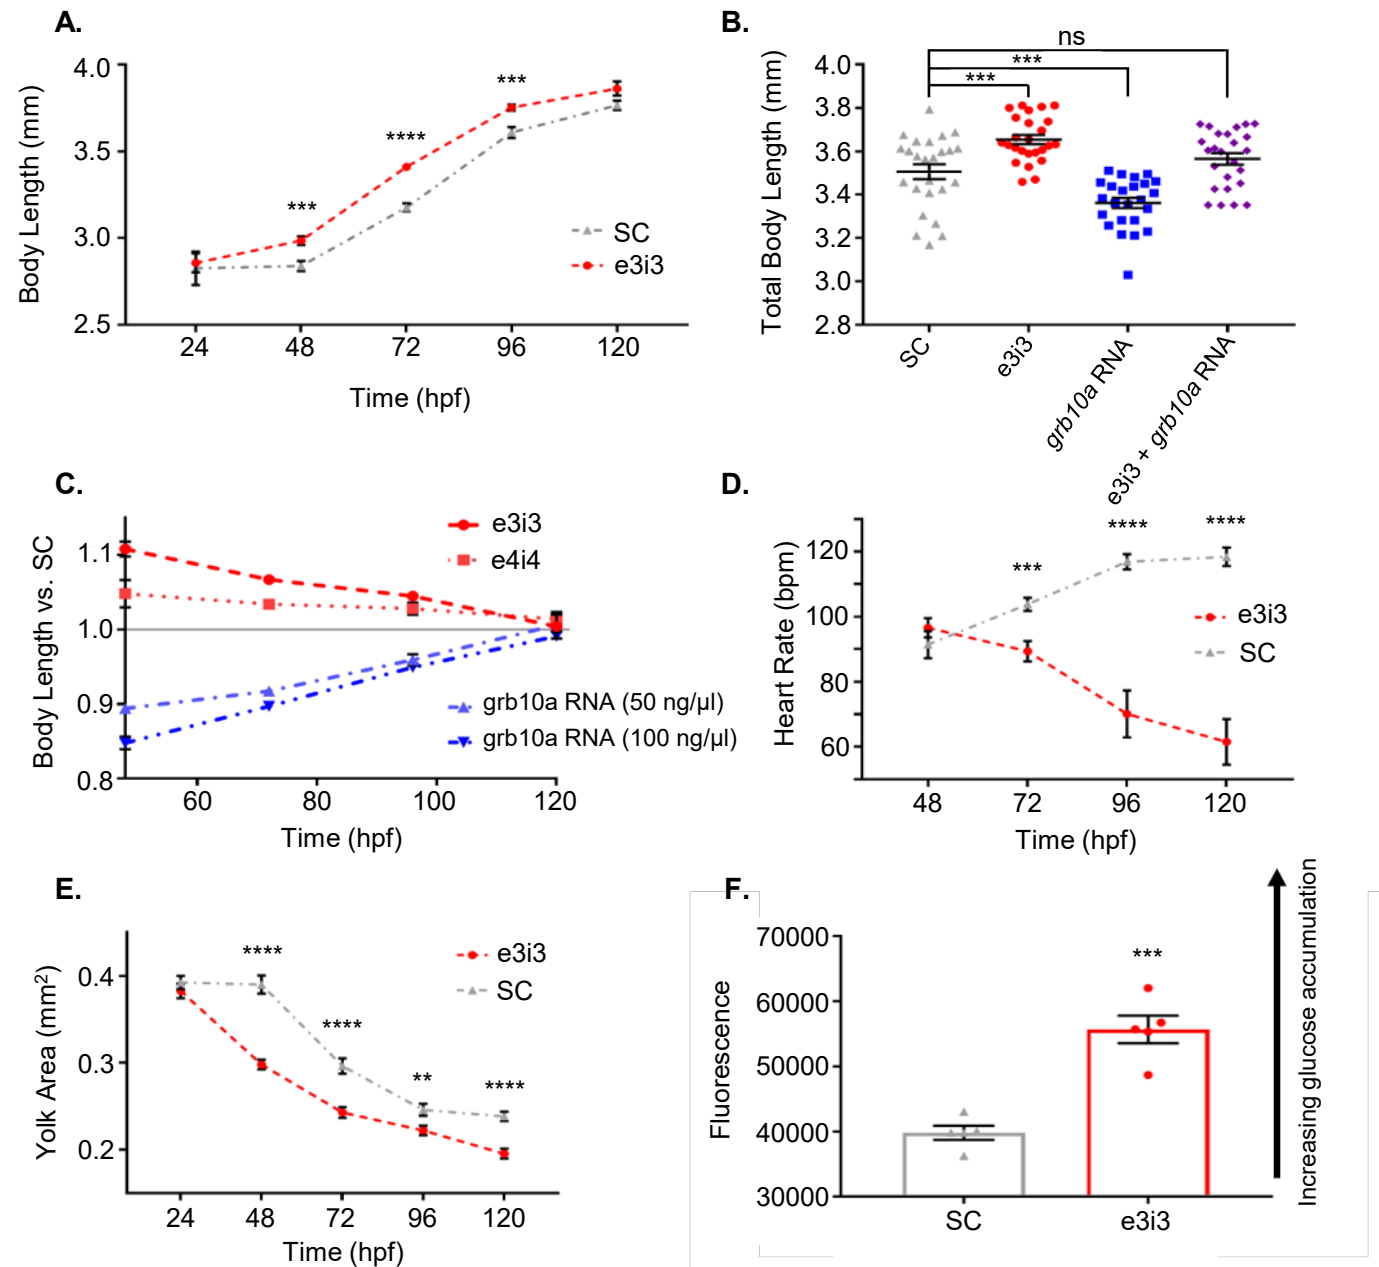 A.
Body Length (mm)
4.0
3.5
3.0
2.5
***
****
***
SC
e3i3
24 48 72 96 120
Time (hpf)
B.
Total Body Length (mm)
4.0
3.8
3.6
3.4
3.2
3.0
2.8
ns
***
***
SC
e3i3
grb10a RNA
e3i3 + grb10a RNA
C.
Body Length vs. SC
1.1
1.0
0.9
0.8
e3i3
e4i4
grb10a RNA (50 ng/µl)
grb10a RNA (100 ng/µl)
60 80 100 120
Time (hpf)
D.
Heart Rate (bpm)
120
100
80
60
***
****
****
e3i3
SC
48 72 96 120
Time (hpf)
E.
Yolk Area (mm²)
0.4
0.3
0.2
****
****
**
****
e3i3
SC
24 48 72 96 120
Time (hpf)
F.
Fluorescence
70000
60000
50000
40000
30000
***
SC e3i3
Increasing glucose accumulation